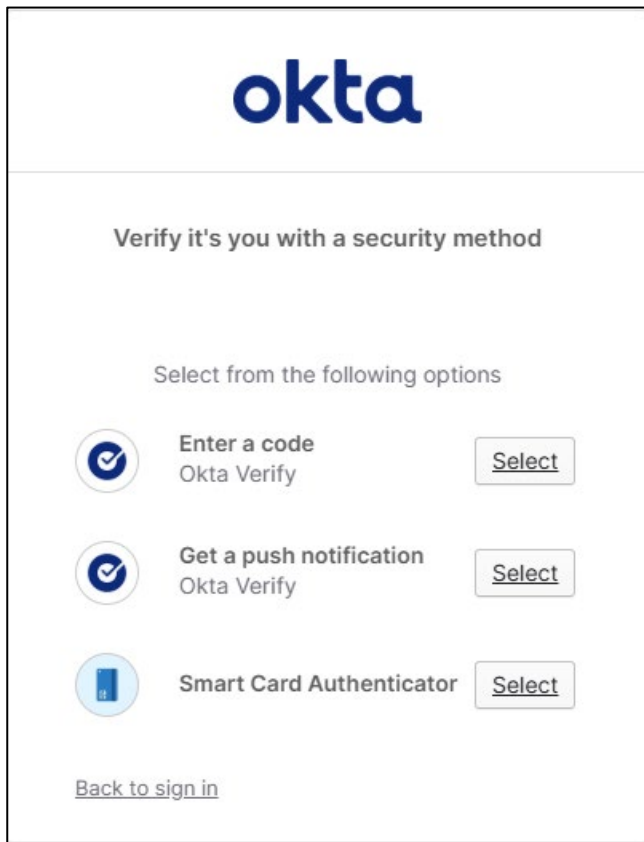 okta
Verify it's you with a security method
Select from the following options
Enter a code
Okta Verify
Select
Get a push notification
Okta Verify
Select
Smart Card Authenticator
Select
Back to sign in